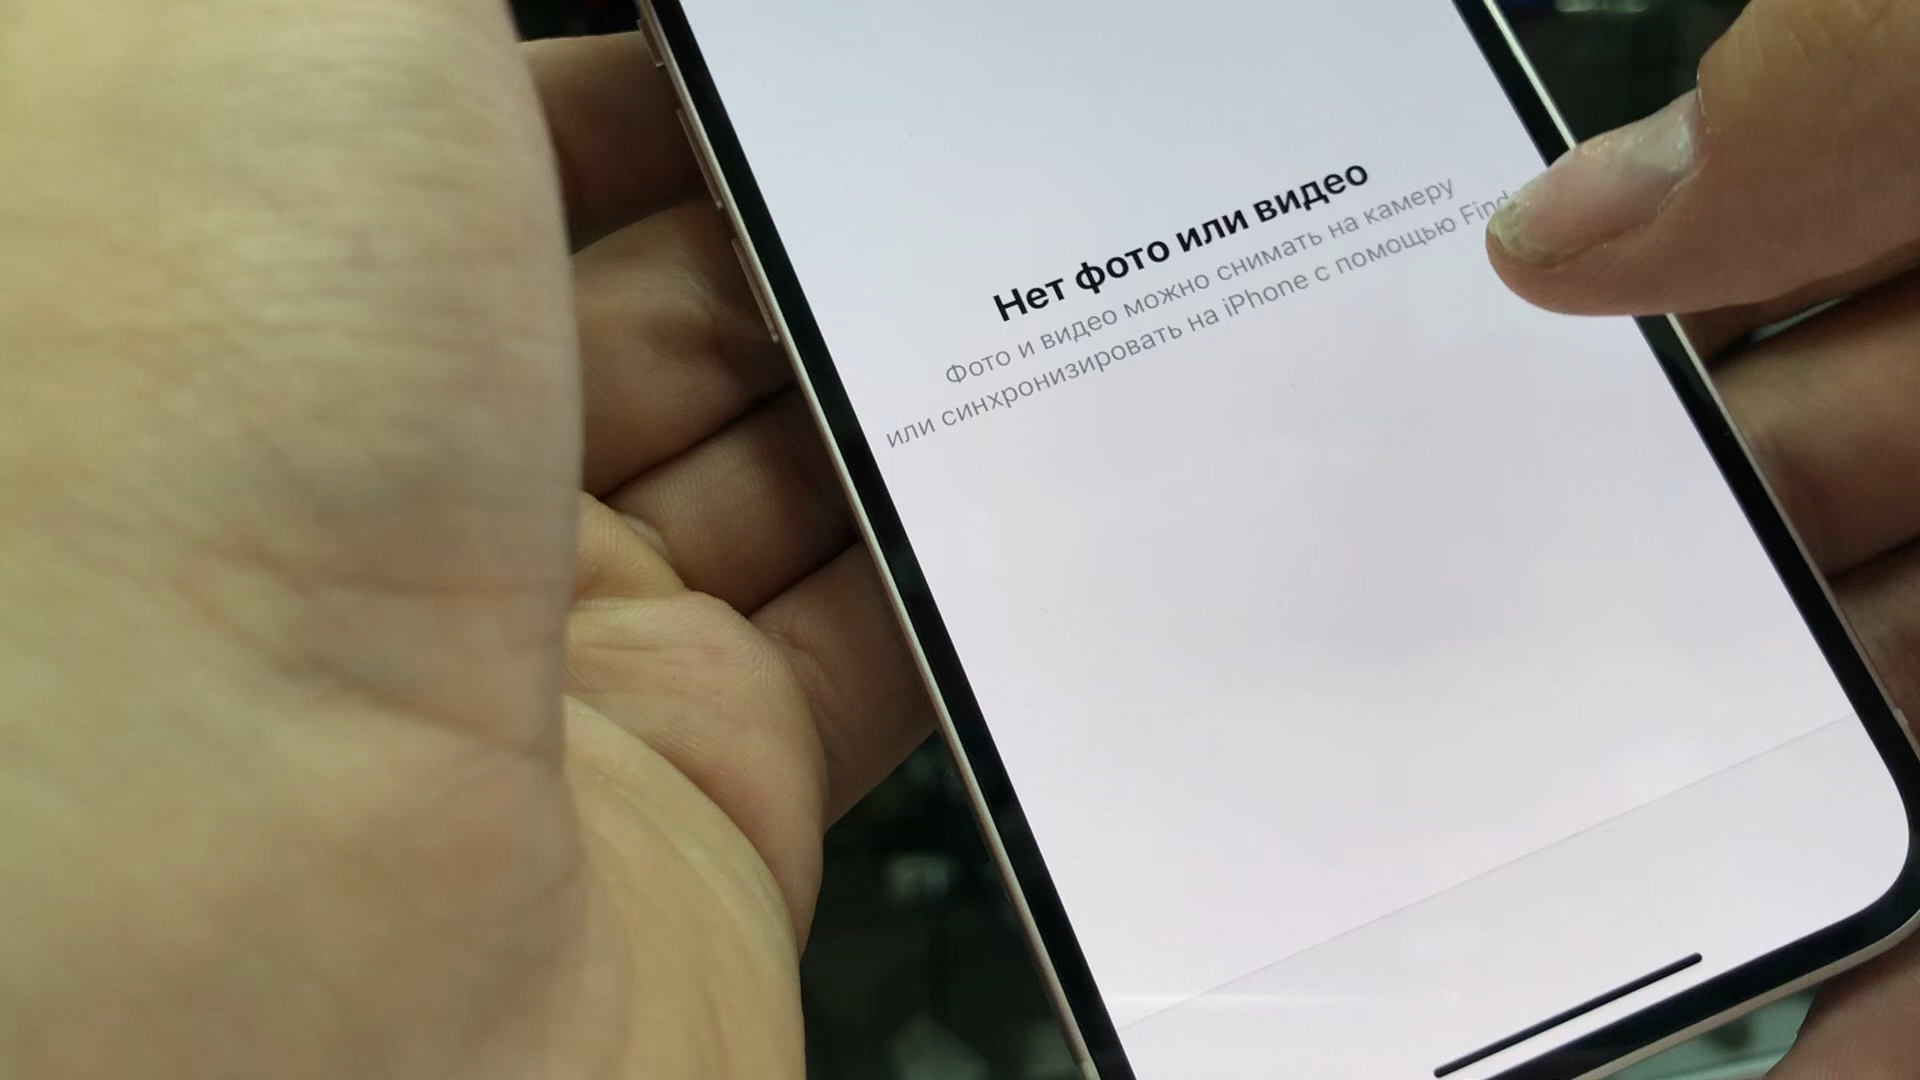 Нет фото или видео
Фото и видео можно снимать на камеру
или синхронизировать на iPhone с помощью